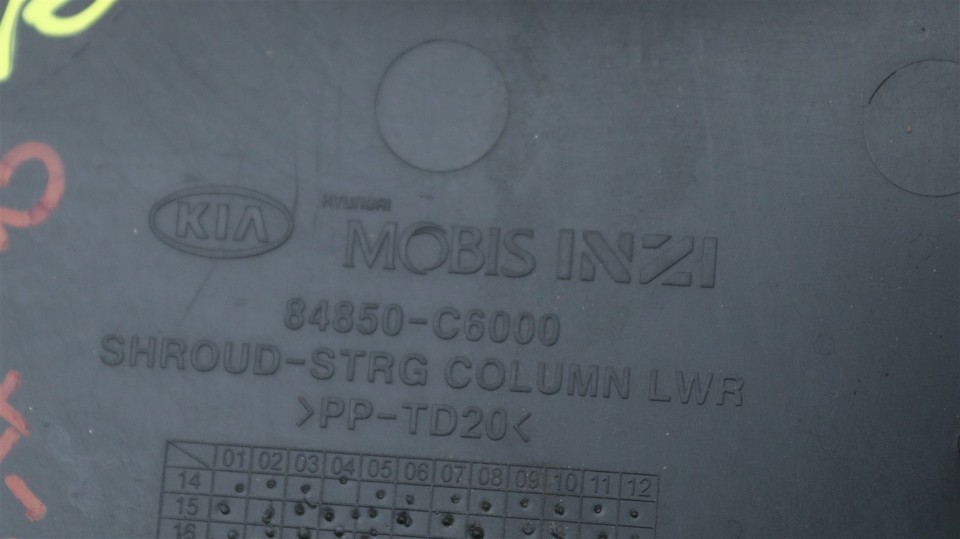 KIA HYUNDAI MOBIS INZI
84850-C6000
SHROUD-STRG COLUMN LWR
>PP-TD20<
01 02 03 04 05 06 07 08 09 10 11 12
14
15
16